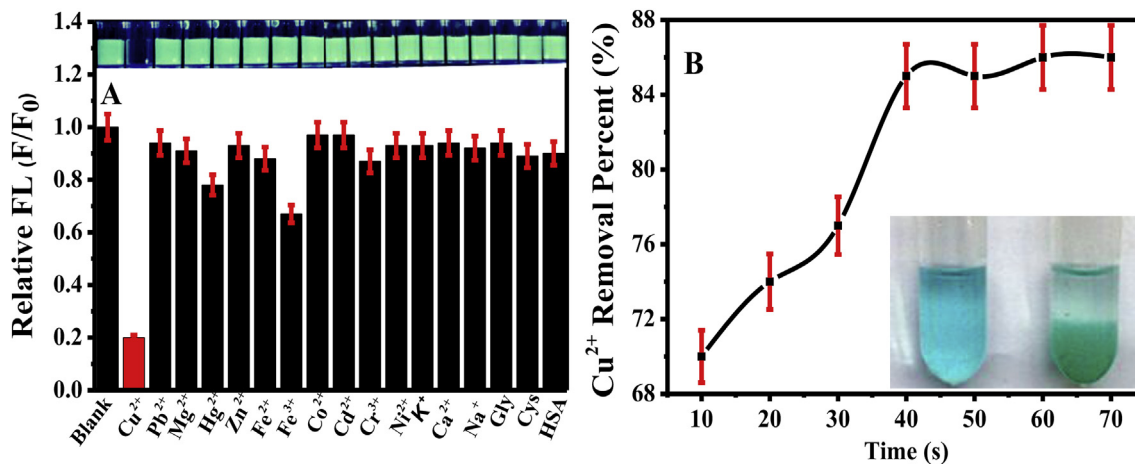 A
Relative FL (F/F0)
1.4
1.2
1.0
0.8
0.6
0.4
0.2
0.0
Blank
Cu2+
Pb2+
Mg2+
Hg2+
Zn2+
Fe2+
Fe3+
Co2+
Cd2+
Cr3+
Ni2+
K+
Ca2+
Na+
Gly
Cys
HSA
B
Cu2+ Removal Percent (%)
88
84
80
76
72
68
10 20 30 40 50 60 70
Time (s)